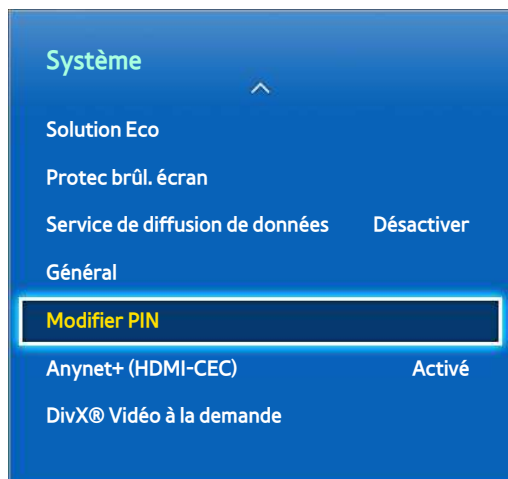 Système
Solution Eco
Protec brûl. écran
Service de diffusion de données Désactiver
Général
Modifier PIN
Anynet+ (HDMI-CEC) Activé
DivX® Vidéo à la demande